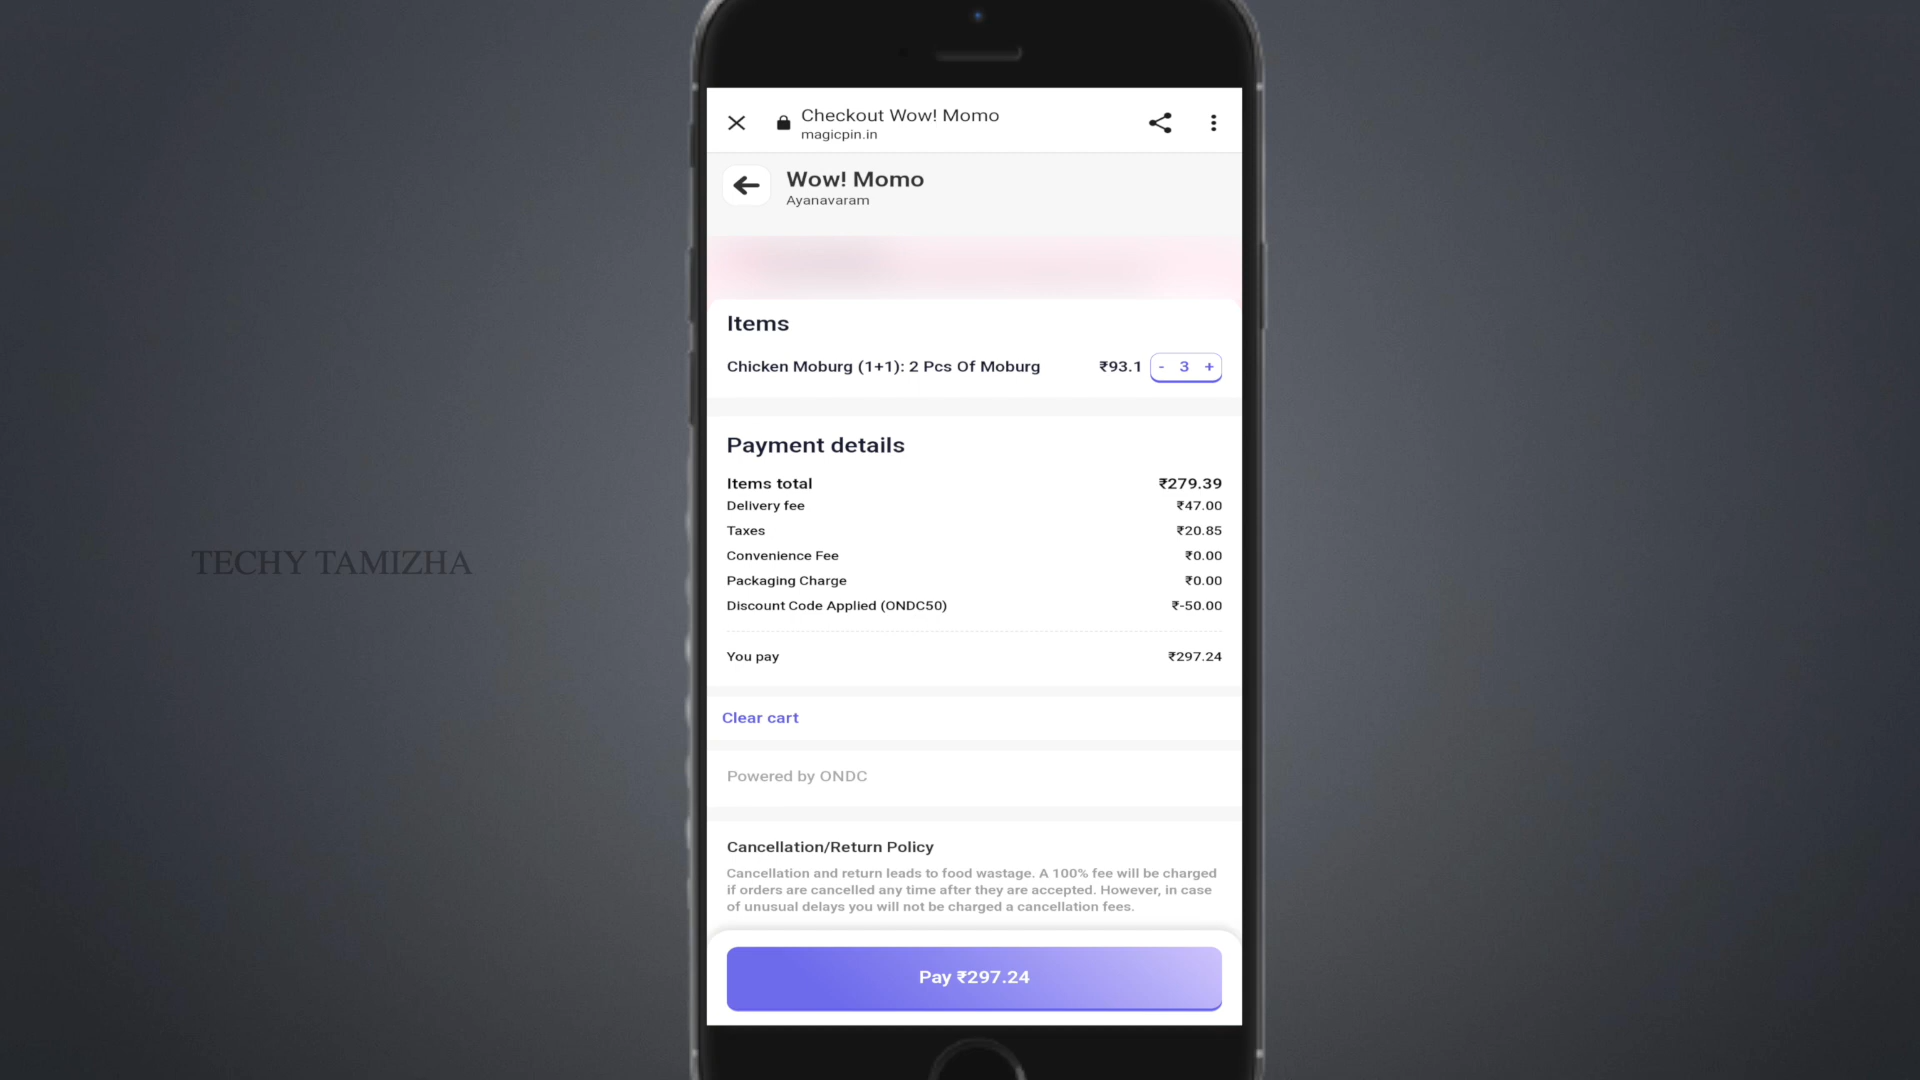 Checkout Wow! Momo
magicpin.in
Wow! Momo
Ayanavaram
Items
Chicken Moburg (1+1): 2 Pcs Of Moburg ₹93.1 - 3 +
Payment details
Items total ₹279.39
Delivery fee ₹47.00
Taxes ₹20.85
Convenience Fee ₹0.00
Packaging Charge ₹0.00
Discount Code Applied (ONDC50) ₹-50.00
You pay ₹297.24
Clear cart
Powered by ONDC
Cancellation/Return Policy
Cancellation and return leads to food wastage. A 100% fee will be charged
if orders are cancelled any time after they are accepted. However, in case
of unusual delays you will not be charged a cancellation fees.
Pay ₹297.24
TECHY TAMIZHA